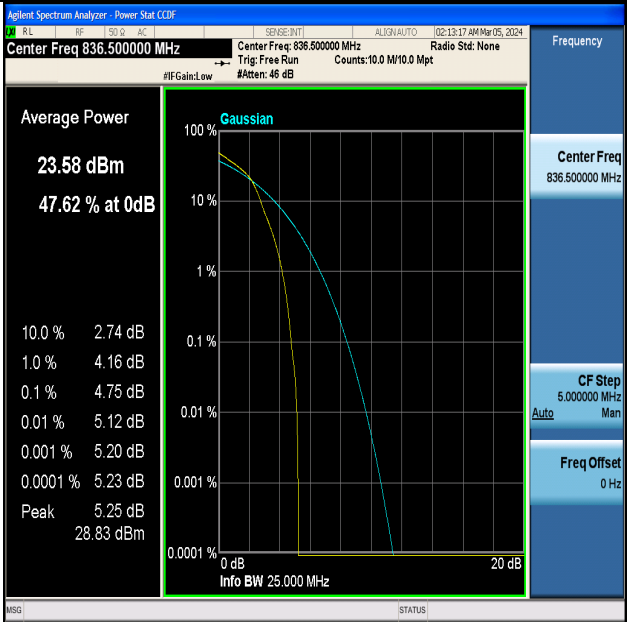 Agilent Spectrum Analyzer - Power Stat CCDF
LXI RL RF 50 Ω AC SENSE:INT ALIGN AUTO 02:13:17 AM Mar 05, 2024
Center Freq 836.500000 MHz
Center Freq: 836.500000 MHz Radio Std: None
Trig: Free Run Counts:10.0 M/10.0 Mpt
#IFGain:Low #Atten: 46 dB
Frequency
Center Freq
836.500000 MHz
CF Step
5.000000 MHz
Auto Man
Freq Offset
0 Hz
Average Power
23.58 dBm
47.62 % at 0dB
10.0 % 2.74 dB
1.0 % 4.16 dB
0.1 % 4.75 dB
0.01 % 5.12 dB
0.001 % 5.20 dB
0.0001 % 5.23 dB
Peak 5.25 dB
28.83 dBm
Gaussian
100 %
10 %
1 %
0.1 %
0.01 %
0.001 %
0.0001 %
0 dB 20 dB
Info BW 25.000 MHz
MSG STATUS